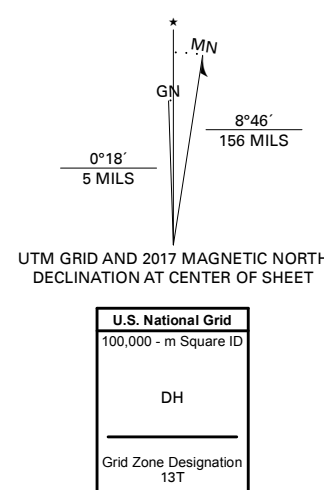 ★
MN
GN
8°46´
156 MILS
0°18´
5 MILS
UTM GRID AND 2017 MAGNETIC NORTH
DECLINATION AT CENTER OF SHEET
U.S. National Grid
100,000 - m Square ID
DH
Grid Zone Designation
13T